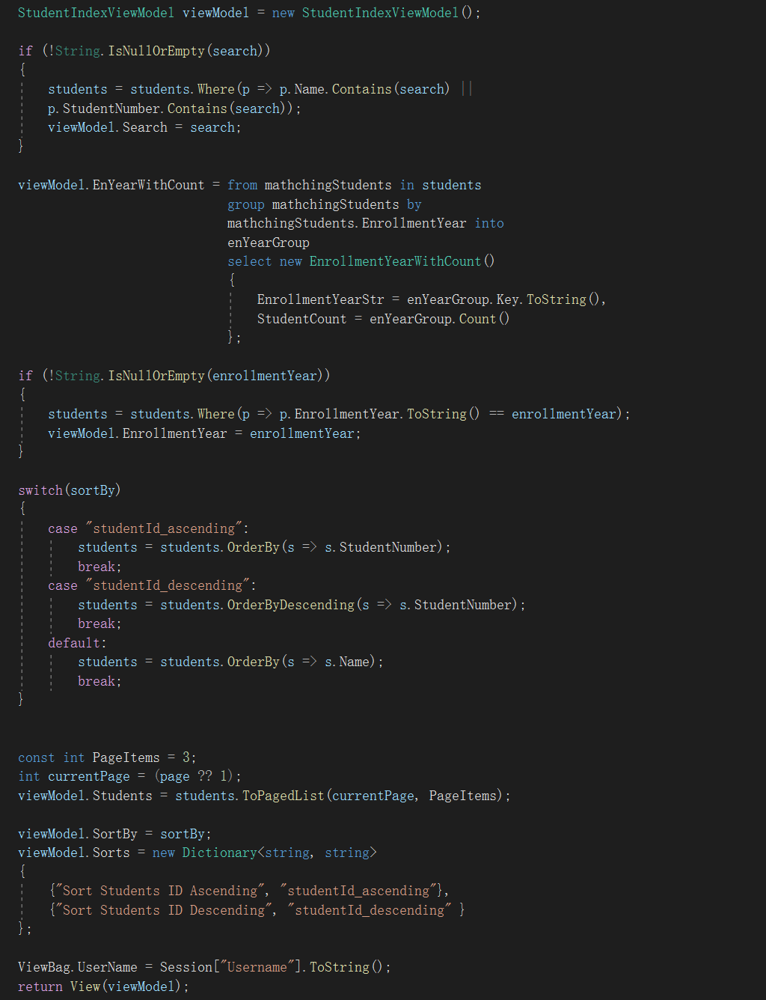 StudentIndexViewModel viewModel = new StudentIndexViewModel();
if (!String.IsNullOrEmpty(search))
{
students = students.Where(p => p.Name.Contains(search) ||
p.StudentNumber.Contains(search));
viewModel.Search = search;
}
viewModel.EnYearWithCount = from mathchingStudents in students
group mathchingStudents by
mathchingStudents.EnrollmentYear into
enYearGroup
select new EnrollmentYearWithCount()
{
EnrollmentYearStr = enYearGroup.Key.ToString(),
StudentCount = enYearGroup.Count()
};
if (!String.IsNullOrEmpty(enrollmentYear))
{
students = students.Where(p => p.EnrollmentYear.ToString() == enrollmentYear);
viewModel.EnrollmentYear = enrollmentYear;
}
switch(sortBy)
{
case "studentId_ascending":
students = students.OrderBy(s => s.StudentNumber);
break;
case "studentId_descending":
students = students.OrderByDescending(s => s.StudentNumber);
break;
default:
students = students.OrderBy(s => s.Name);
break;
}
const int PageItems = 3;
int currentPage = (page ?? 1);
viewModel.Students = students.ToPagedList(currentPage, PageItems);
viewModel.SortBy = sortBy;
viewModel.Sorts = new Dictionary<string, string>
{
{"Sort Students ID Ascending", "studentId_ascending"},
{"Sort Students ID Descending", "studentId_descending" }
};
ViewBag.UserName = Session["Username"].ToString();
return View(viewModel);